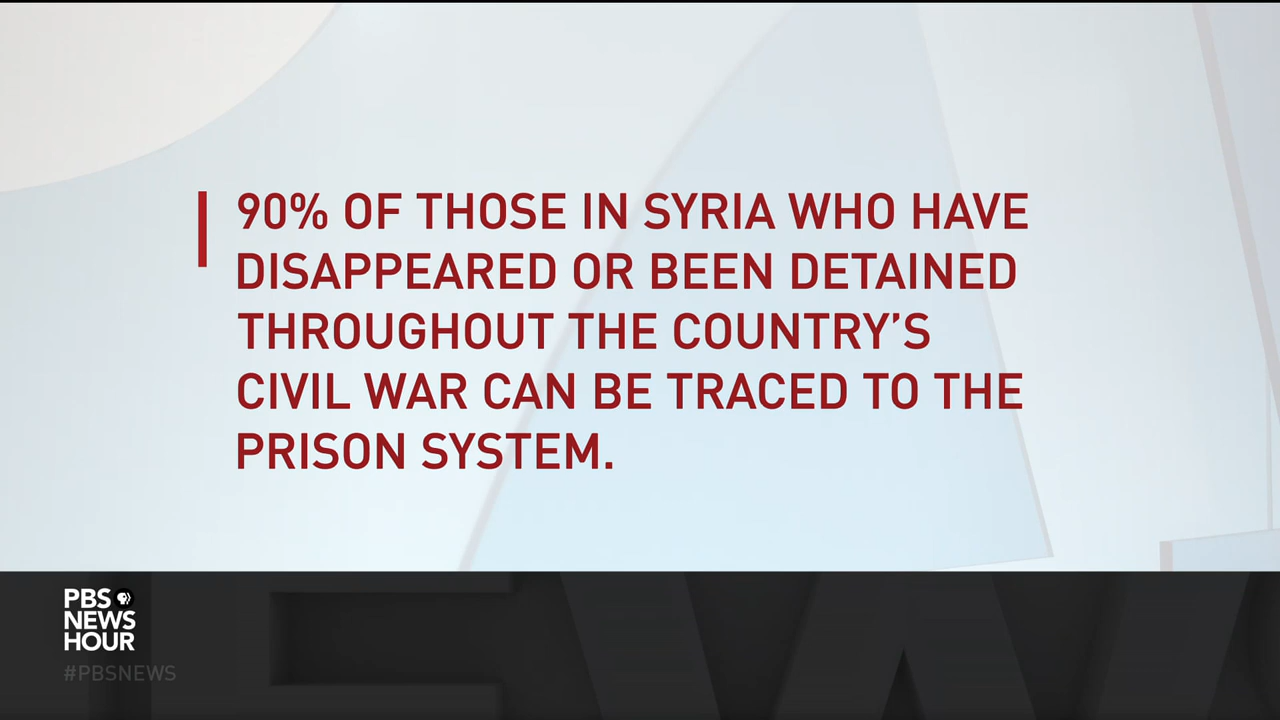 90% OF THOSE IN SYRIA WHO HAVE
DISAPPEARED OR BEEN DETAINED
THROUGHOUT THE COUNTRY’S
CIVIL WAR CAN BE TRACED TO THE
PRISON SYSTEM.
PBS
NEWS
HOUR
#PBSNEWS